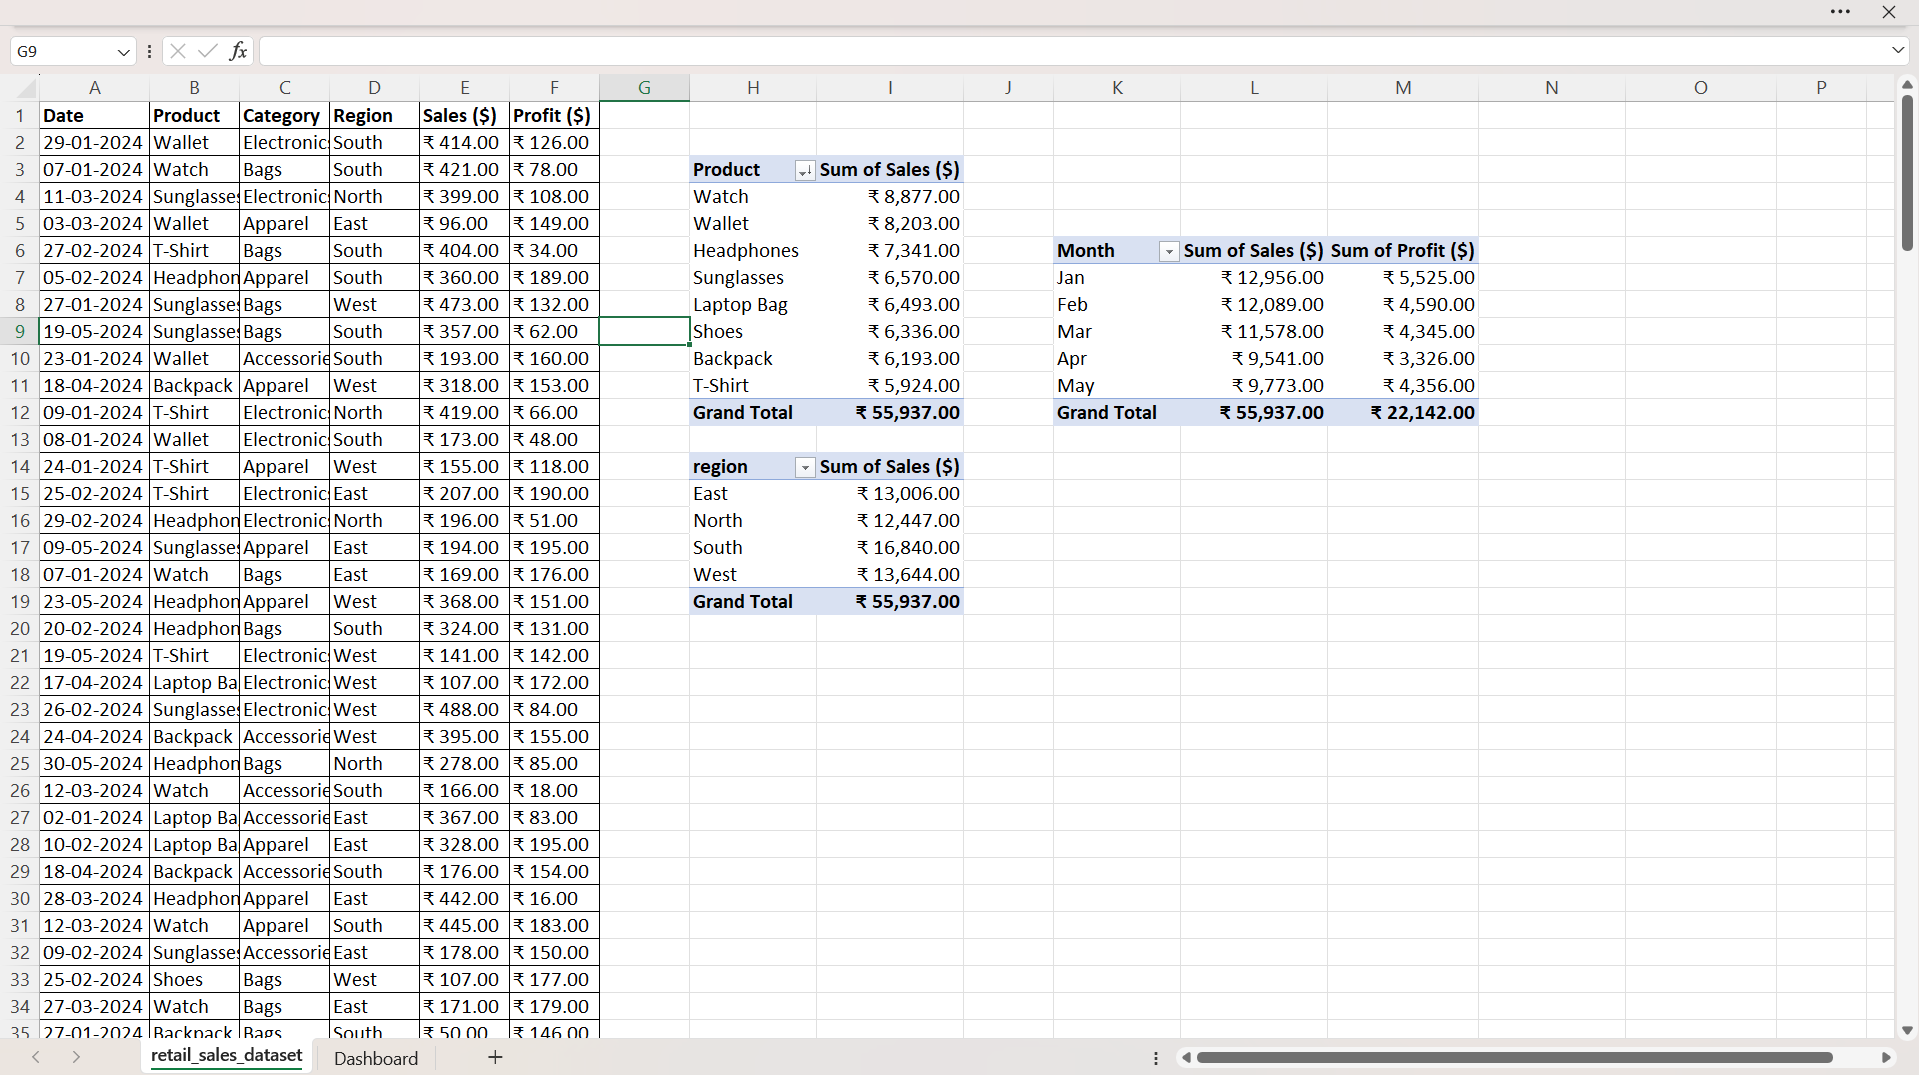 G9
fx
A B C D E F G H I J K L M N O P
1 Date Product Category Region Sales ($) Profit ($)
2 29-01-2024 Wallet Electronic South ₹ 414.00 ₹ 126.00
3 07-01-2024 Watch Bags South ₹ 421.00 ₹ 78.00 Product Sum of Sales ($)
4 11-03-2024 Sunglasses Electronic North ₹ 399.00 ₹ 108.00 Watch ₹ 8,877.00
5 03-03-2024 Wallet Apparel East ₹ 96.00 ₹ 149.00 Wallet ₹ 8,203.00
6 27-02-2024 T-Shirt Bags South ₹ 404.00 ₹ 34.00 Headphones ₹ 7,341.00 Month Sum of Sales ($) Sum of Profit ($)
7 05-02-2024 Headphon Apparel South ₹ 360.00 ₹ 189.00 Sunglasses ₹ 6,570.00 Jan ₹ 12,956.00 ₹ 5,525.00
8 27-01-2024 Sunglasses Bags West ₹ 473.00 ₹ 132.00 Laptop Bag ₹ 6,493.00 Feb ₹ 12,089.00 ₹ 4,590.00
9 19-05-2024 Sunglasses Bags South ₹ 357.00 ₹ 62.00 Shoes ₹ 6,336.00 Mar ₹ 11,578.00 ₹ 4,345.00
10 23-01-2024 Wallet Accessorie South ₹ 193.00 ₹ 160.00 Backpack ₹ 6,193.00 Apr ₹ 9,541.00 ₹ 3,326.00
11 18-04-2024 Backpack Apparel West ₹ 318.00 ₹ 153.00 T-Shirt ₹ 5,924.00 May ₹ 9,773.00 ₹ 4,356.00
12 09-01-2024 T-Shirt Electronic North ₹ 419.00 ₹ 66.00 Grand Total ₹ 55,937.00 Grand Total ₹ 55,937.00 ₹ 22,142.00
13 08-01-2024 Wallet Electronic South ₹ 173.00 ₹ 48.00
14 24-01-2024 T-Shirt Apparel West ₹ 155.00 ₹ 118.00 region Sum of Sales ($)
15 25-02-2024 T-Shirt Electronic East ₹ 207.00 ₹ 190.00 East ₹ 13,006.00
16 29-02-2024 Headphon Electronic North ₹ 196.00 ₹ 51.00 North ₹ 12,447.00
17 09-05-2024 Sunglasses Apparel East ₹ 194.00 ₹ 195.00 South ₹ 16,840.00
18 07-01-2024 Watch Bags East ₹ 169.00 ₹ 176.00 West ₹ 13,644.00
19 23-05-2024 Headphon Apparel West ₹ 368.00 ₹ 151.00 Grand Total ₹ 55,937.00
20 20-02-2024 Headphon Bags South ₹ 324.00 ₹ 131.00
21 19-05-2024 T-Shirt Electronic West ₹ 141.00 ₹ 142.00
22 17-04-2024 Laptop Ba Electronic West ₹ 107.00 ₹ 172.00
23 26-02-2024 Sunglasses Electronic West ₹ 488.00 ₹ 84.00
24 24-04-2024 Backpack Accessorie West ₹ 395.00 ₹ 155.00
25 30-05-2024 Headphon Bags North ₹ 278.00 ₹ 85.00
26 12-03-2024 Watch Accessorie South ₹ 166.00 ₹ 18.00
27 02-01-2024 Laptop Ba Accessorie East ₹ 367.00 ₹ 83.00
28 10-02-2024 Laptop Ba Apparel East ₹ 328.00 ₹ 195.00
29 18-04-2024 Backpack Accessorie South ₹ 176.00 ₹ 154.00
30 28-03-2024 Headphon Apparel East ₹ 442.00 ₹ 16.00
31 12-03-2024 Watch Apparel South ₹ 445.00 ₹ 183.00
32 09-02-2024 Sunglasses Accessorie East ₹ 178.00 ₹ 150.00
33 25-02-2024 Shoes Bags West ₹ 107.00 ₹ 177.00
34 27-03-2024 Watch Bags East ₹ 171.00 ₹ 179.00
35 27-01-2024 Backpack Bags South ₹ 50.00 ₹ 146.00
retail_sales_dataset Dashboard +